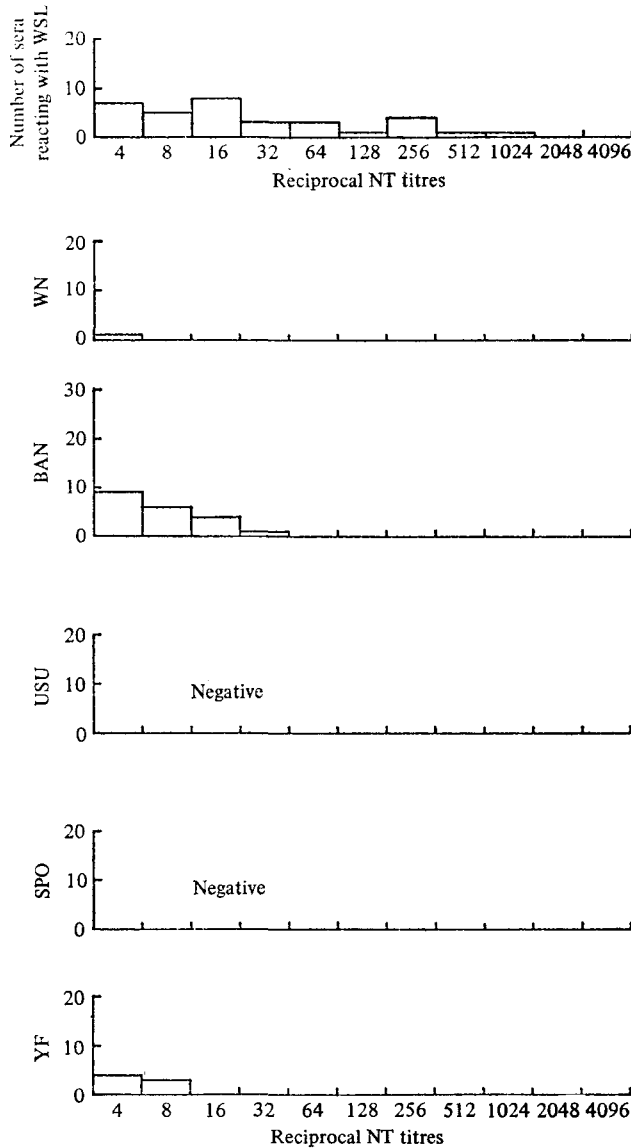 Number of sera
reacting with WSL
20
10
0
4 8 16 32 64 128 256 512 1024 2048 4096
Reciprocal NT titres
WN
20
10
0
BAN
30
20
10
0
USU
20
10
0
Negative
SPO
20
10
0
Negative
YF
20
10
0
4 8 16 32 64 128 256 512 1024 2048 4096
Reciprocal NT titres